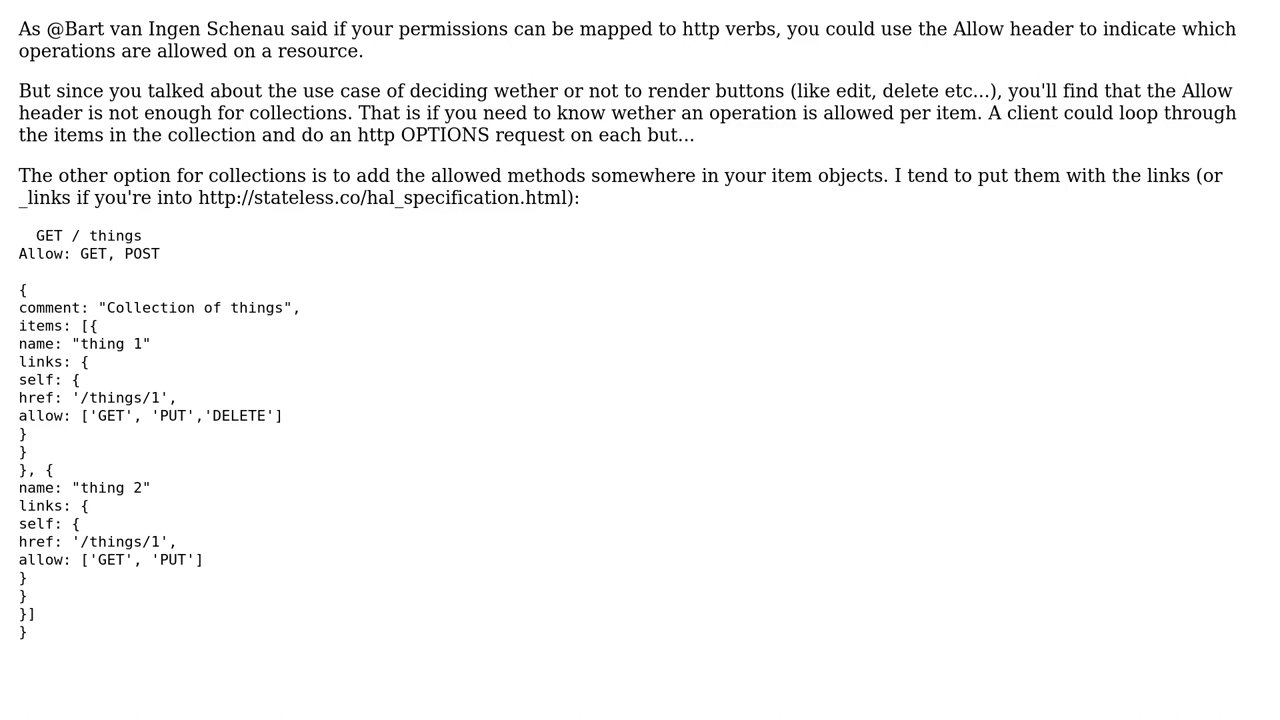 As @Bart van Ingen Schenau said if your permissions can be mapped to http verbs, you could use the Allow header to indicate which
operations are allowed on a resource.
But since you talked about the use case of deciding wether or not to render buttons (like edit, delete etc...), you'll find that the Allow
header is not enough for collections. That is if you need to know wether an operation is allowed per item. A client could loop through
the items in the collection and do an http OPTIONS request on each but...
The other option for collections is to add the allowed methods somewhere in your item objects. I tend to put them with the links (or
_links if you're into http://stateless.co/hal_specification.html):
GET / things
Allow: GET, POST
{
comment: "Collection of things",
items: [{
name: "thing 1"
links: {
self: {
href: '/things/1',
allow: ['GET', 'PUT','DELETE']
}
}
}, {
name: "thing 2"
links: {
self: {
href: '/things/1',
allow: ['GET', 'PUT']
}
}
}]
}